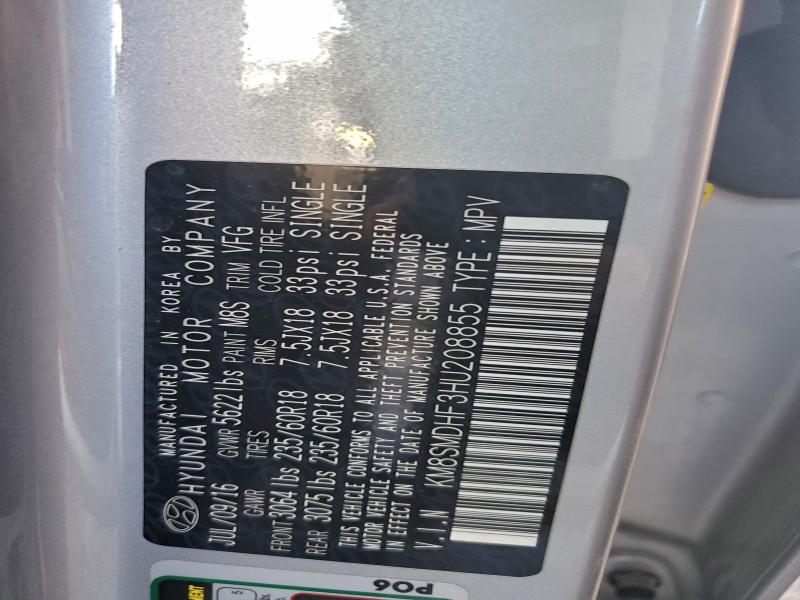 MANUFACTURED IN KOREA BY
HYUNDAI MOTOR COMPANY
JUL/09/16 GVWR 5622lbs PAINT M8S TRIM VFG
GAWR TIRES RIMS COLD TIRE INFL
FRONT 3064 lbs 235/60R18 7.5JX18 33psi SINGLE
REAR 3075 lbs 235/60R18 7.5JX18 33psi SINGLE
THIS VEHICLE CONFORMS TO ALL APPLICABLE U.S.A. FEDERAL
MOTOR VEHICLE SAFETY AND THEFT PREVENTION STANDARDS
IN EFFECT ON THE DATE OF MANUFACTURE SHOWN ABOVE
V.I.N KM8SMDHF3HU208855 TYPE : MPV
P06
5